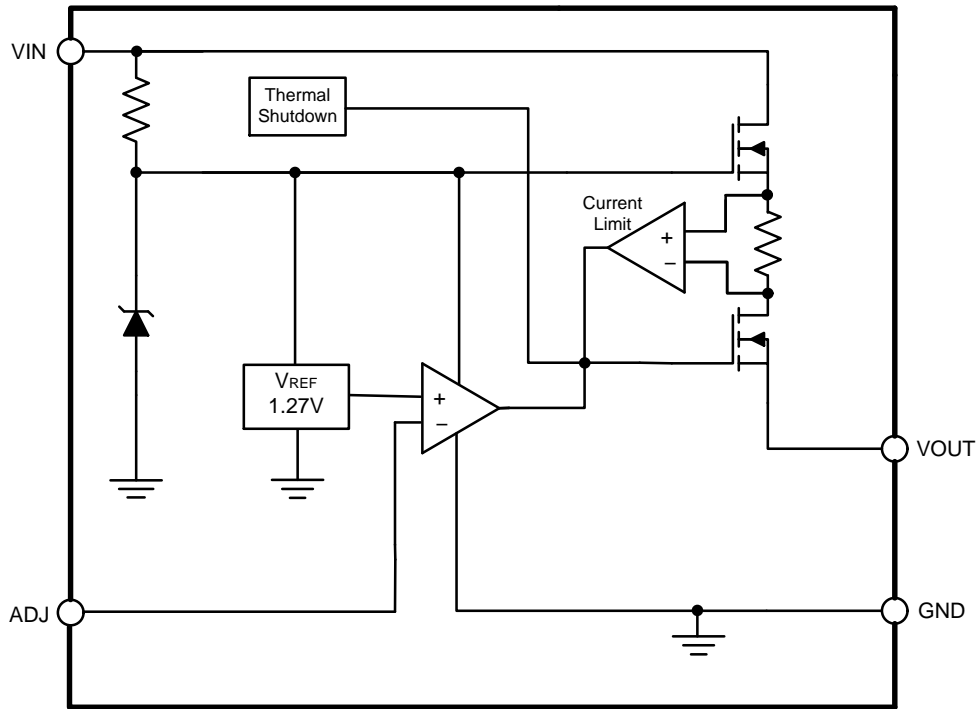 VIN
Thermal
Shutdown
Current
Limit
+
−
VREF
1.27V
+
−
VOUT
ADJ
GND